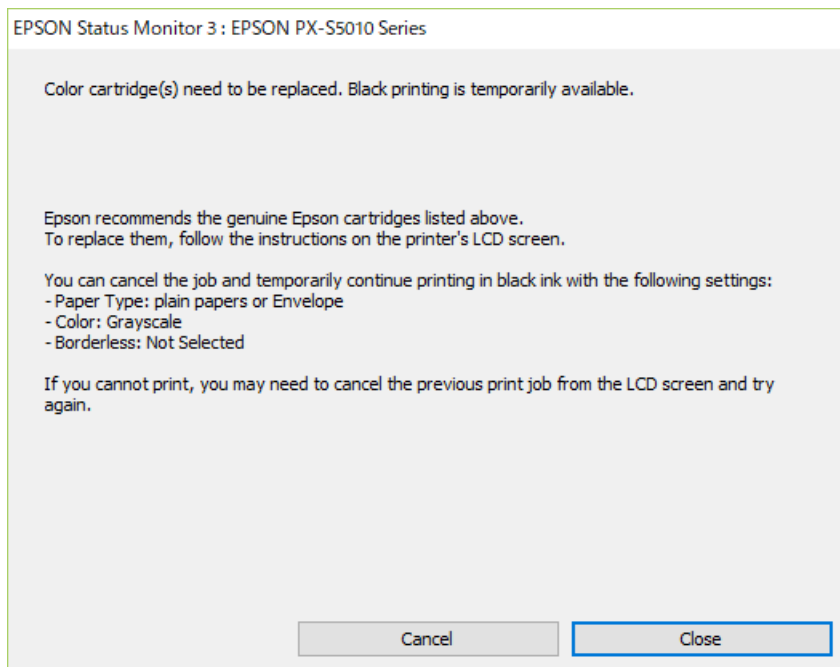 EPSON Status Monitor 3 : EPSON PX-S5010 Series
Color cartridge(s) need to be replaced. Black printing is temporarily available.
Epson recommends the genuine Epson cartridges listed above.
To replace them, follow the instructions on the printer's LCD screen.
You can cancel the job and temporarily continue printing in black ink with the following settings:
- Paper Type: plain papers or Envelope
- Color: Grayscale
- Borderless: Not Selected
If you cannot print, you may need to cancel the previous print job from the LCD screen and try
again.
Cancel Close